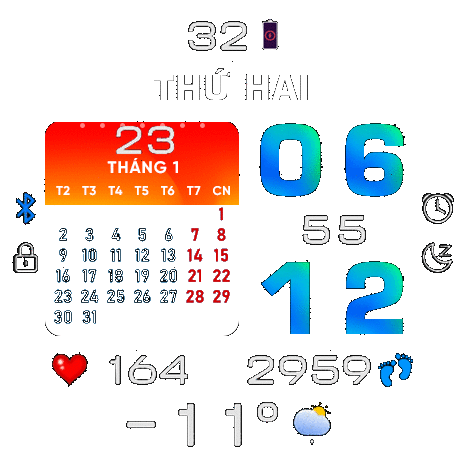 32
THỨ HAI
23
THÁNG 1
T2 T3 T4 T5 T6 T7 CN
1
2 3 4 5 6 7 8
9 10 11 12 13 14 15
16 17 18 19 20 21 22
23 24 25 26 27 28 29
30 31
06
55
12
Z
164
2959
-11°